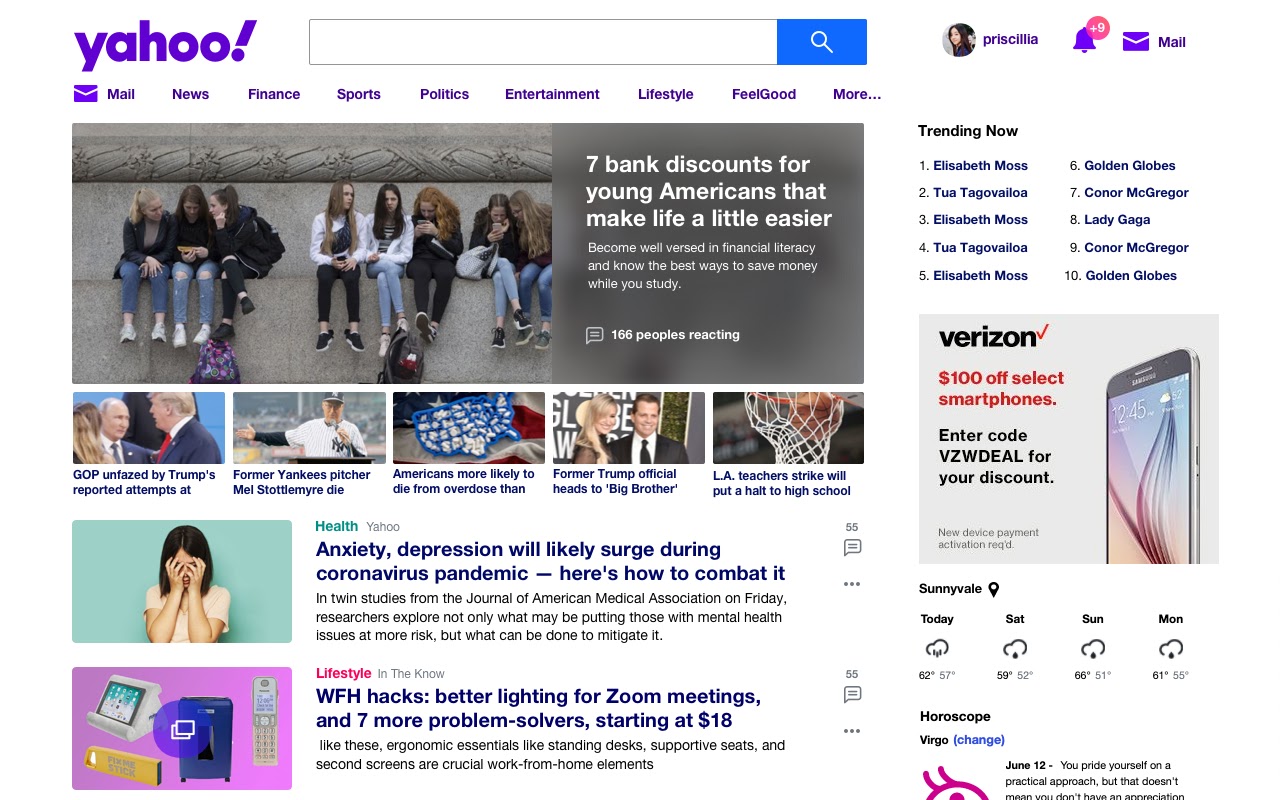 yahoo!
priscillia
+9
Mail
Mail
News
Finance
Sports
Politics
Entertainment
Lifestyle
FeelGood
More...
7 bank discounts for
young Americans that
make life a little easier
Become well versed in financial literacy
and know the best ways to save money
while you study.
166 peoples reacting
GOP unfazed by Trump's
reported attempts at
Former Yankees pitcher
Mel Stottlemyre die
Americans more likely to
die from overdose than
Former Trump official
heads to 'Big Brother'
L.A. teachers strike will
put a halt to high school
Health Yahoo
Anxiety, depression will likely surge during
coronavirus pandemic — here's how to combat it
In twin studies from the Journal of American Medical Association on Friday,
researchers explore not only what may be putting those with mental health
issues at more risk, but what can be done to mitigate it.
55
FIXME
STICK
Lifestyle In The Know
WFH hacks: better lighting for Zoom meetings,
and 7 more problem-solvers, starting at $18
like these, ergonomic essentials like standing desks, supportive seats, and
second screens are crucial work-from-home elements
55
Trending Now
1. Elisabeth Moss
2. Tua Tagovailoa
3. Elisabeth Moss
4. Tua Tagovailoa
5. Elisabeth Moss
6. Golden Globes
7. Conor McGregor
8. Lady Gaga
9. Conor McGregor
10. Golden Globes
verizon
$100 off select
smartphones.
Enter code
VZWDEAL for
your discount.
New device payment
activation req'd.
SAMSUNG
12:45
52°
Sunnyvale
Today
Sat
Sun
Mon
62° 57°
59° 52°
66° 51°
61° 55°
Horoscope
Virgo (change)
June 12 - You pride yourself on a
practical approach, but that doesn't
mean you don't have an appreciation